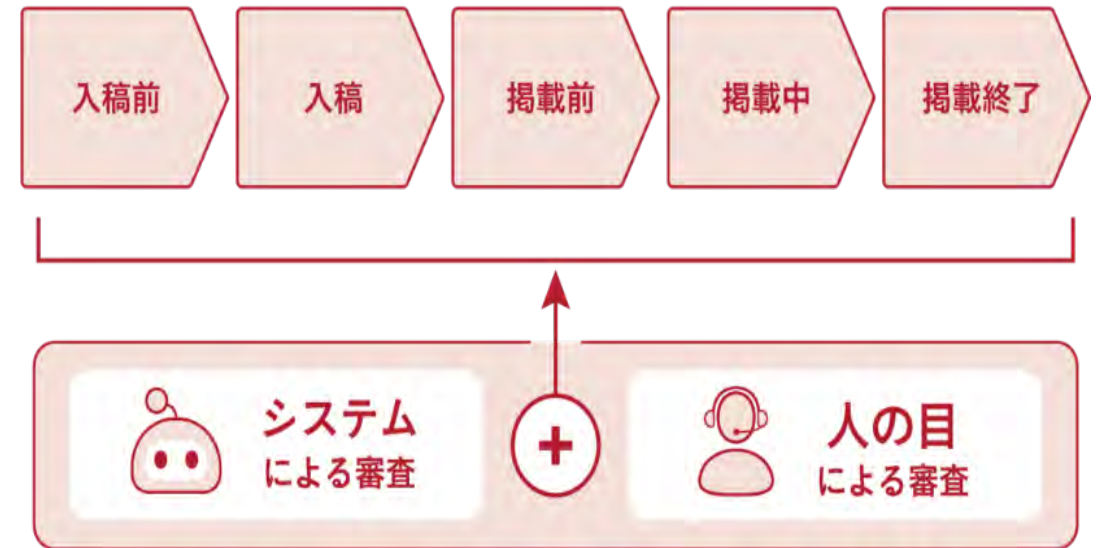 入稿前
入稿
掲載前
掲載中
掲載終了
システム
による審査
+
人の目
による審査